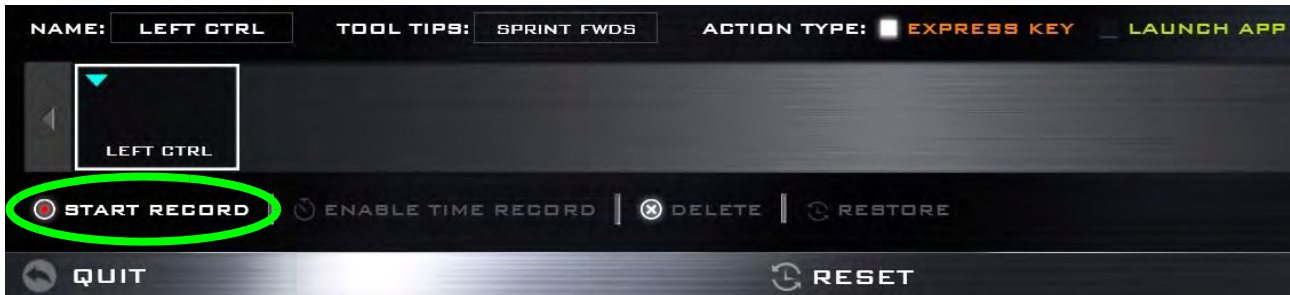 NAME: LEFT CTRL TOOL TIPS: SPRINT FWDS ACTION TYPE: EXPRESS KEY LAUNCH APP
LEFT CTRL
START RECORD ENABLE TIME RECORD DELETE RESTORE
QUIT RESET